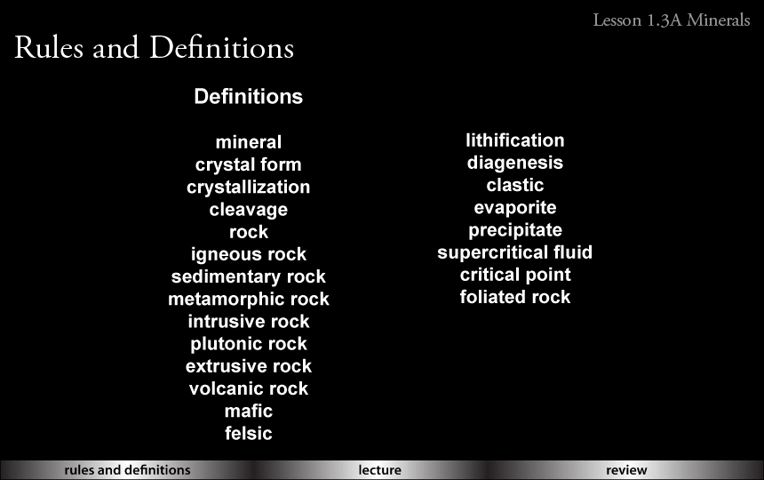 Lesson 1.3A Minerals
Rules and Definitions
Definitions
mineral
crystal form
crystallization
cleavage
rock
igneous rock
sedimentary rock
metamorphic rock
intrusive rock
plutonic rock
extrusive rock
volcanic rock
mafic
felsic
lithification
diagenesis
clastic
evaporite
precipitate
supercritical fluid
critical point
foliated rock
rules and definitions
lecture
review